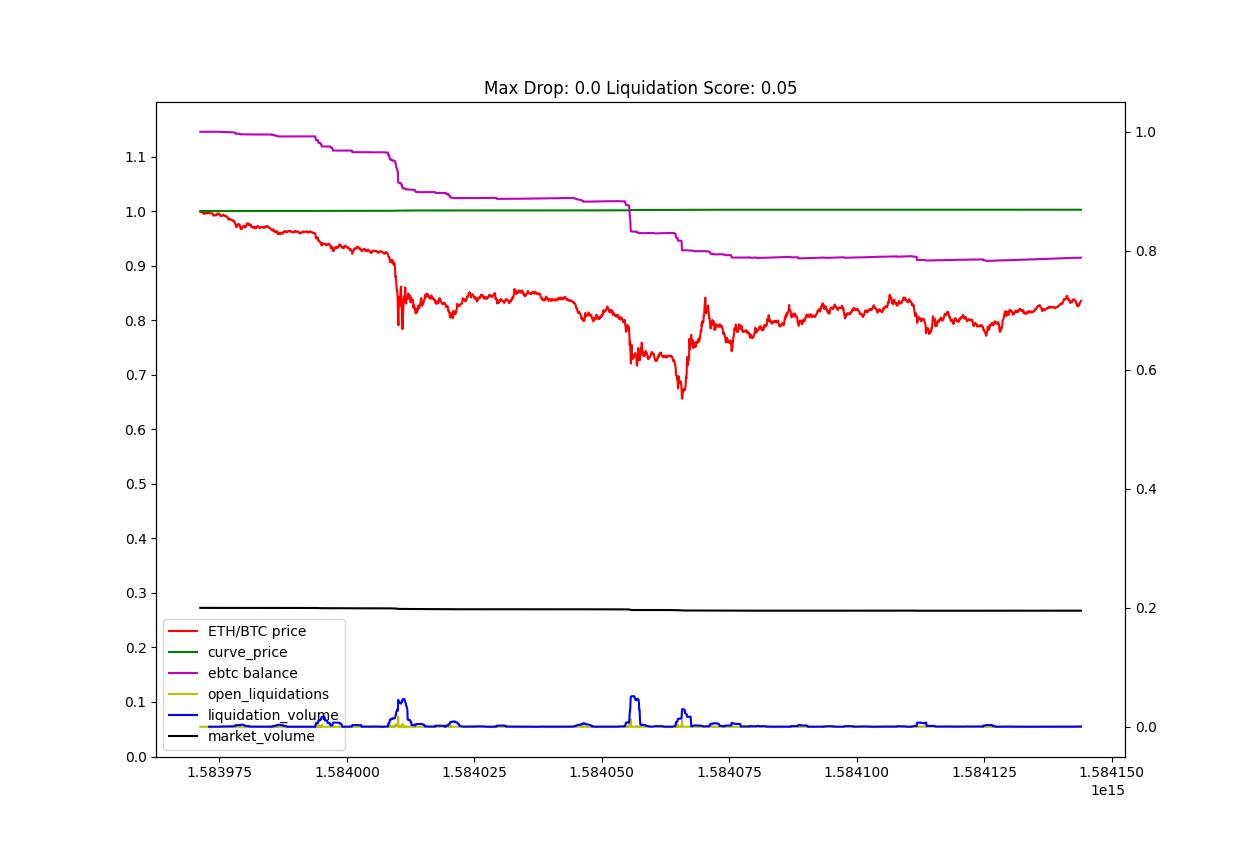 Max Drop: 0.0 Liquidation Score: 0.05
1.1
1.0
0.9
0.8
0.7
0.6
0.5
0.4
0.3
0.2
0.1
0.0
1.0
0.8
0.6
0.4
0.2
0.0
ETH/BTC price
curve_price
ebtc balance
open_liquidations
liquidation_volume
market_volume
1.583975 1.584000 1.584025 1.584050 1.584075 1.584100 1.584125 1.584150
1e15